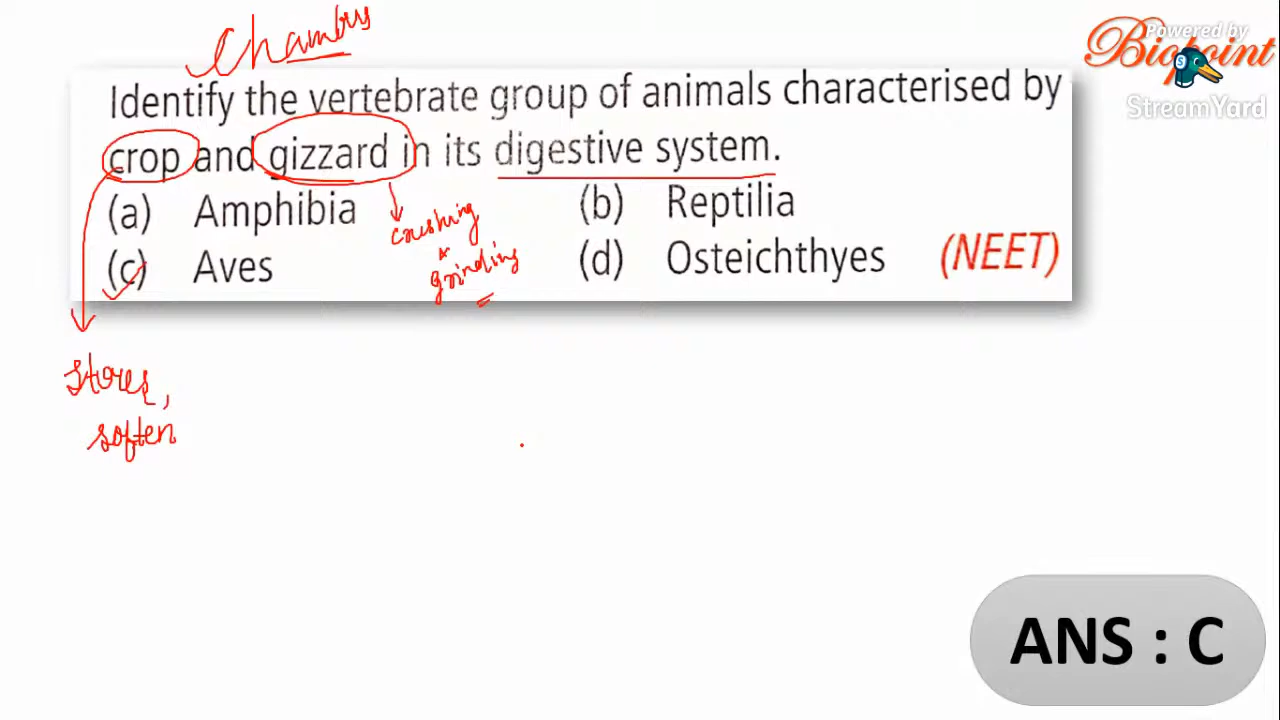 Chambers
Powered by
Biopoint
StreamYard
Identify the vertebrate group of animals characterised by
crop and gizzard in its digestive system.
(a) Amphibia (b) Reptilia
crushing
&
grinding
(c) Aves (d) Osteichthyes (NEET)
stores,
soften
ANS : C